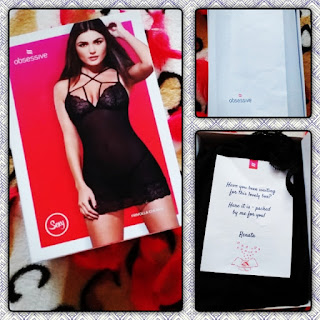 obsessive
Sexy
obsessive
Have you been waiting
for this lovely box?
Here it is - packed
by me for you!
Renata